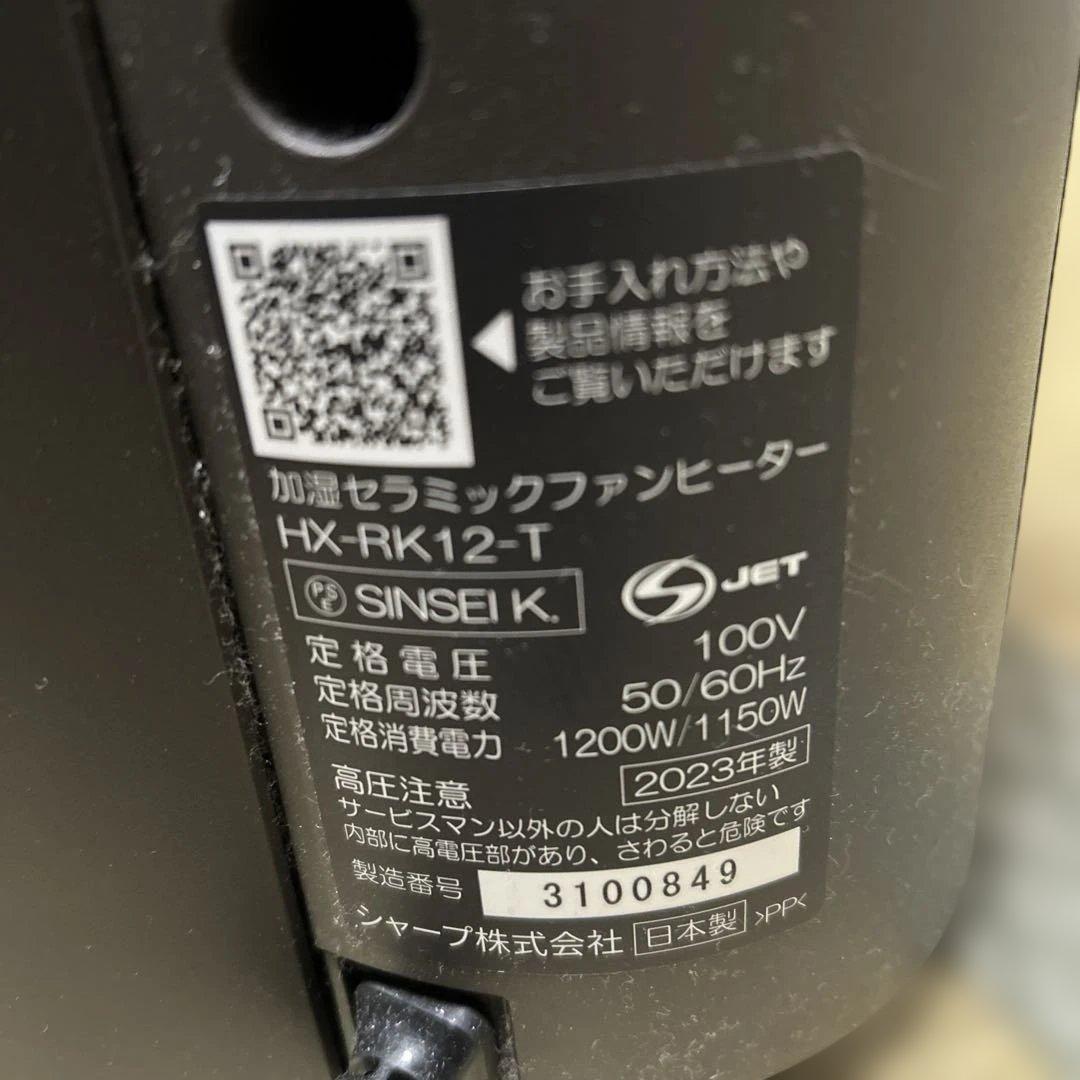 お手入れ方法や
製品情報を
ご覧いただけます
加湿セラミックファンヒーター
HX-RK12-T
PSE SINSEI K.
S JET
定格電圧 100V
定格周波数 50/60Hz
定格消費電力 1200W/1150W
2023年製
高圧注意
サービスマン以外の人は分解しない
内部に高電圧部があり、さわると危険です
製造番号 3100849
シャープ株式会社 日本製 >PP<